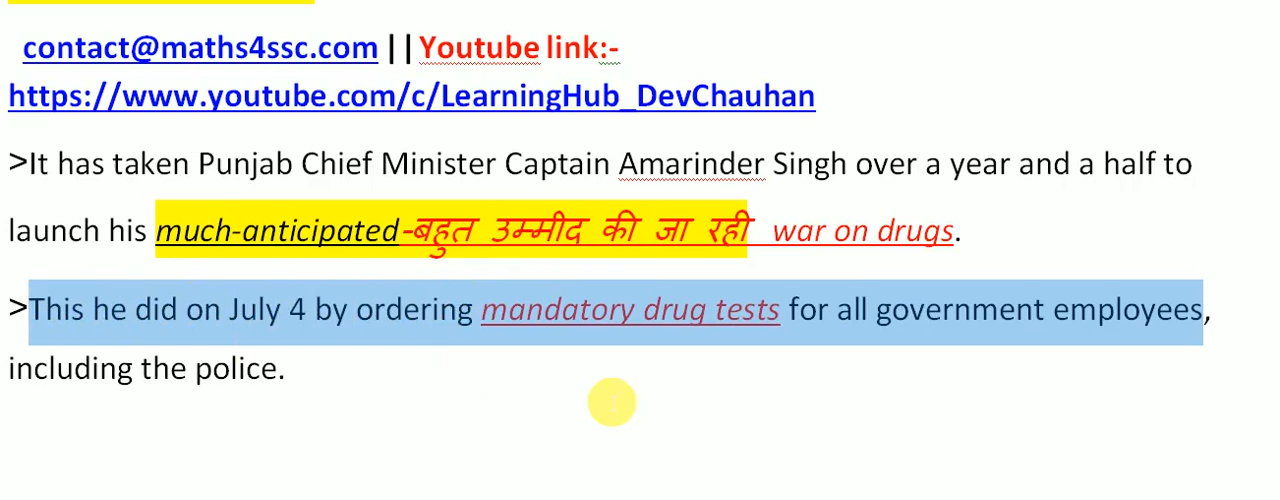 contact@maths4ssc.com || Youtube link:-
https://www.youtube.com/c/LearningHub_DevChauhan
>It has taken Punjab Chief Minister Captain Amarinder Singh over a year and a half to
launch his much-anticipated-बहुत उम्मीद की जा रही war on drugs.
>This he did on July 4 by ordering mandatory drug tests for all government employees,
including the police.